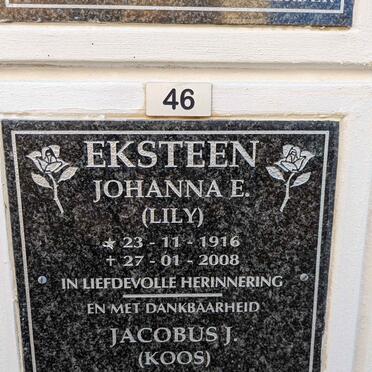 46
EKSTEEN
JOHANNA E.
(LILY)
★ 23 - 11 - 1916
✝ 27 - 01 - 2008
IN LIEFDEVOLLE HERINNERING
EN MET DANKBAARHEID
JACOBUS J.
(KOOS)